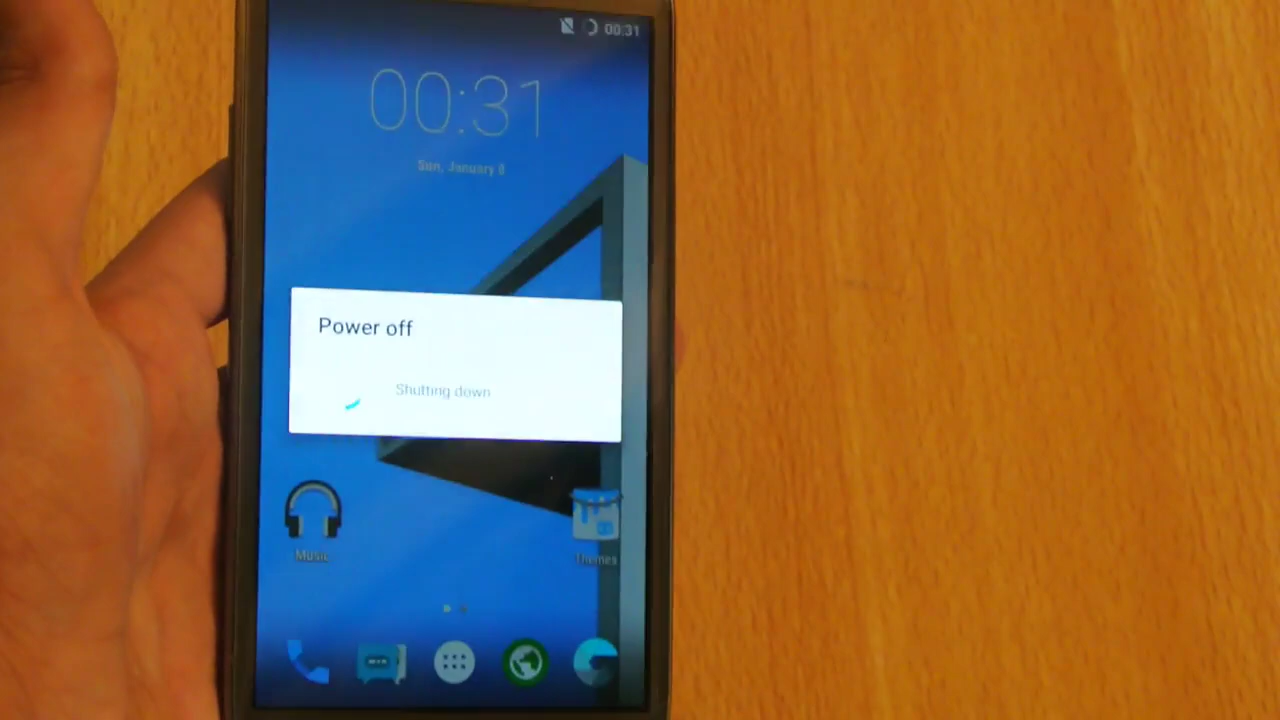 00:31
00:31
Sun, January 8
Power off
Shutting down
Music
Themes